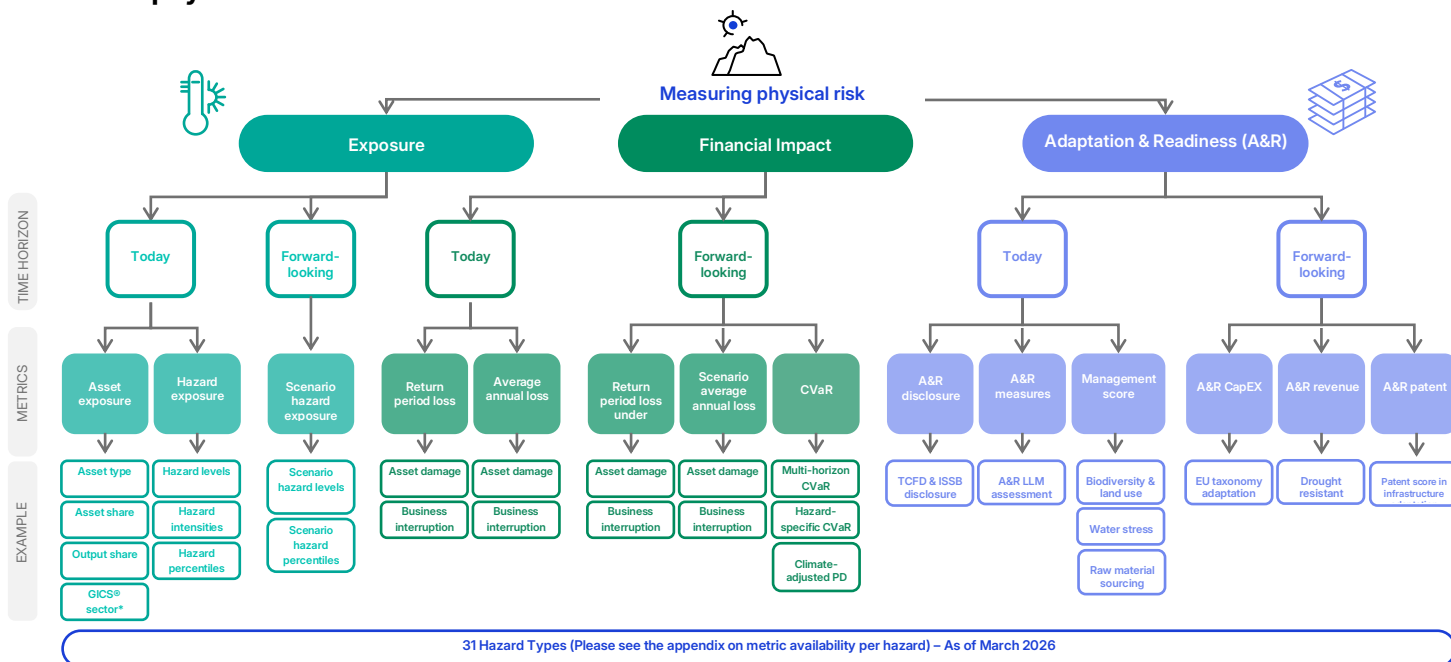 Measuring physical risk
Exposure
Financial Impact
Adaptation & Readiness (A&R)
TIME HORIZON
Today
Forward-
looking
Today
Forward-
looking
Today
Forward-
looking
METRICS
Asset
exposure
Hazard
exposure
Scenario
hazard
exposure
Return
period loss
Average
annual loss
Return
period loss
under
Scenario
average
annual loss
CVaR
A&R
disclosure
A&R
measures
Management
score
A&R CapEX
A&R revenue
A&R patent
EXAMPLE
Asset type
Asset share
Output share
GICS®
sector*
Hazard levels
Hazard
intensities
Hazard
percentiles
Scenario
hazard levels
Scenario
hazard
percentiles
Asset damage
Business
interruption
Asset damage
Business
interruption
Asset damage
Business
interruption
Asset damage
Business
interruption
Multi-horizon
CVaR
Hazard-
specific CVaR
Climate-
adjusted PD
TCFD & ISSB
disclosure
A&R LLM
assessment
Biodiversity &
land use
Water stress
Raw material
sourcing
EU taxonomy
adaptation
Drought
resistant
Patent score in
infrastructure
31 Hazard Types (Please see the appendix on metric availability per hazard) – As of March 2026